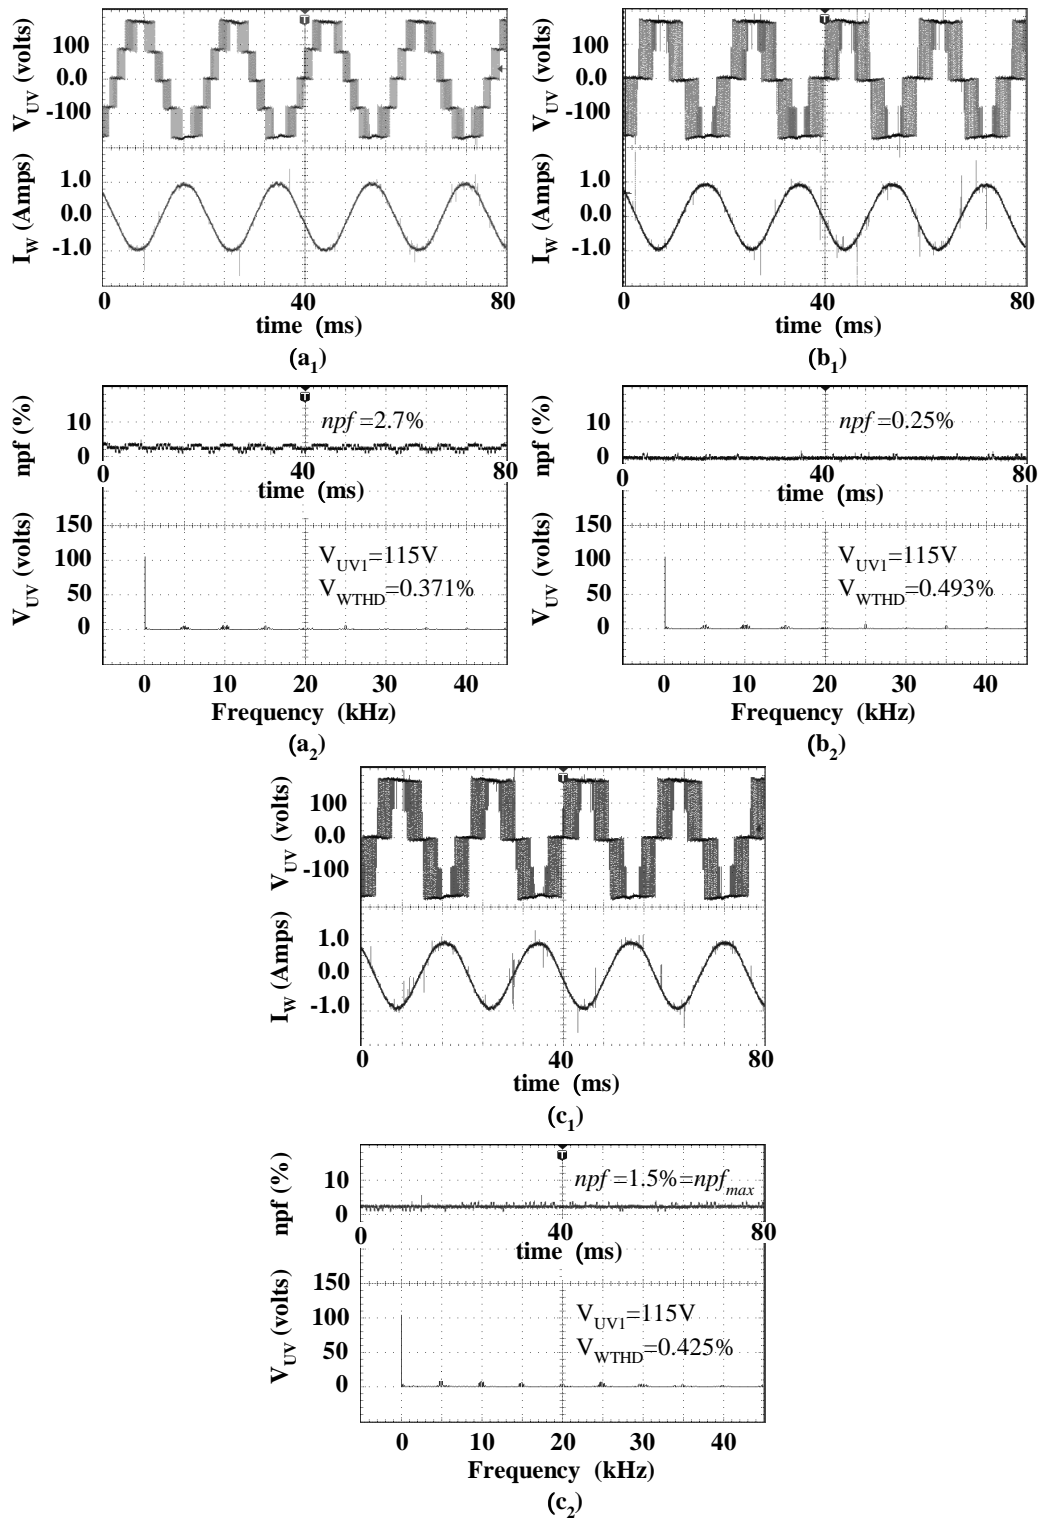 V_UV (volts)
100
0.0
-100
I_W (Amps)
1.0
0.0
-1.0
T
0
40
80
time (ms)
(a1)
V_UV (volts)
100
0.0
-100
I_W (Amps)
1.0
0.0
-1.0
T
0
40
80
time (ms)
(b1)
npf (%)
10
0
T
npf =2.7%
0
40
80
time (ms)
V_UV (volts)
150
100
50
0
V_UV1=115V
V_WTHD=0.371%
0 10 20 30 40
Frequency (kHz)
(a2)
npf (%)
10
0
npf =0.25%
0
40
80
time (ms)
V_UV (volts)
150
100
50
0
V_UV1=115V
V_WTHD=0.493%
0 10 20 30 40
Frequency (kHz)
(b2)
V_UV (volts)
100
0.0
-100
I_W (Amps)
1.0
0.0
-1.0
T
0
40
80
time (ms)
(c1)
npf (%)
10
0
T
npf =1.5%=npf_max
0
40
80
time (ms)
V_UV (volts)
150
100
50
0
V_UV1=115V
V_WTHD=0.425%
0 10 20 30 40
Frequency (kHz)
(c2)